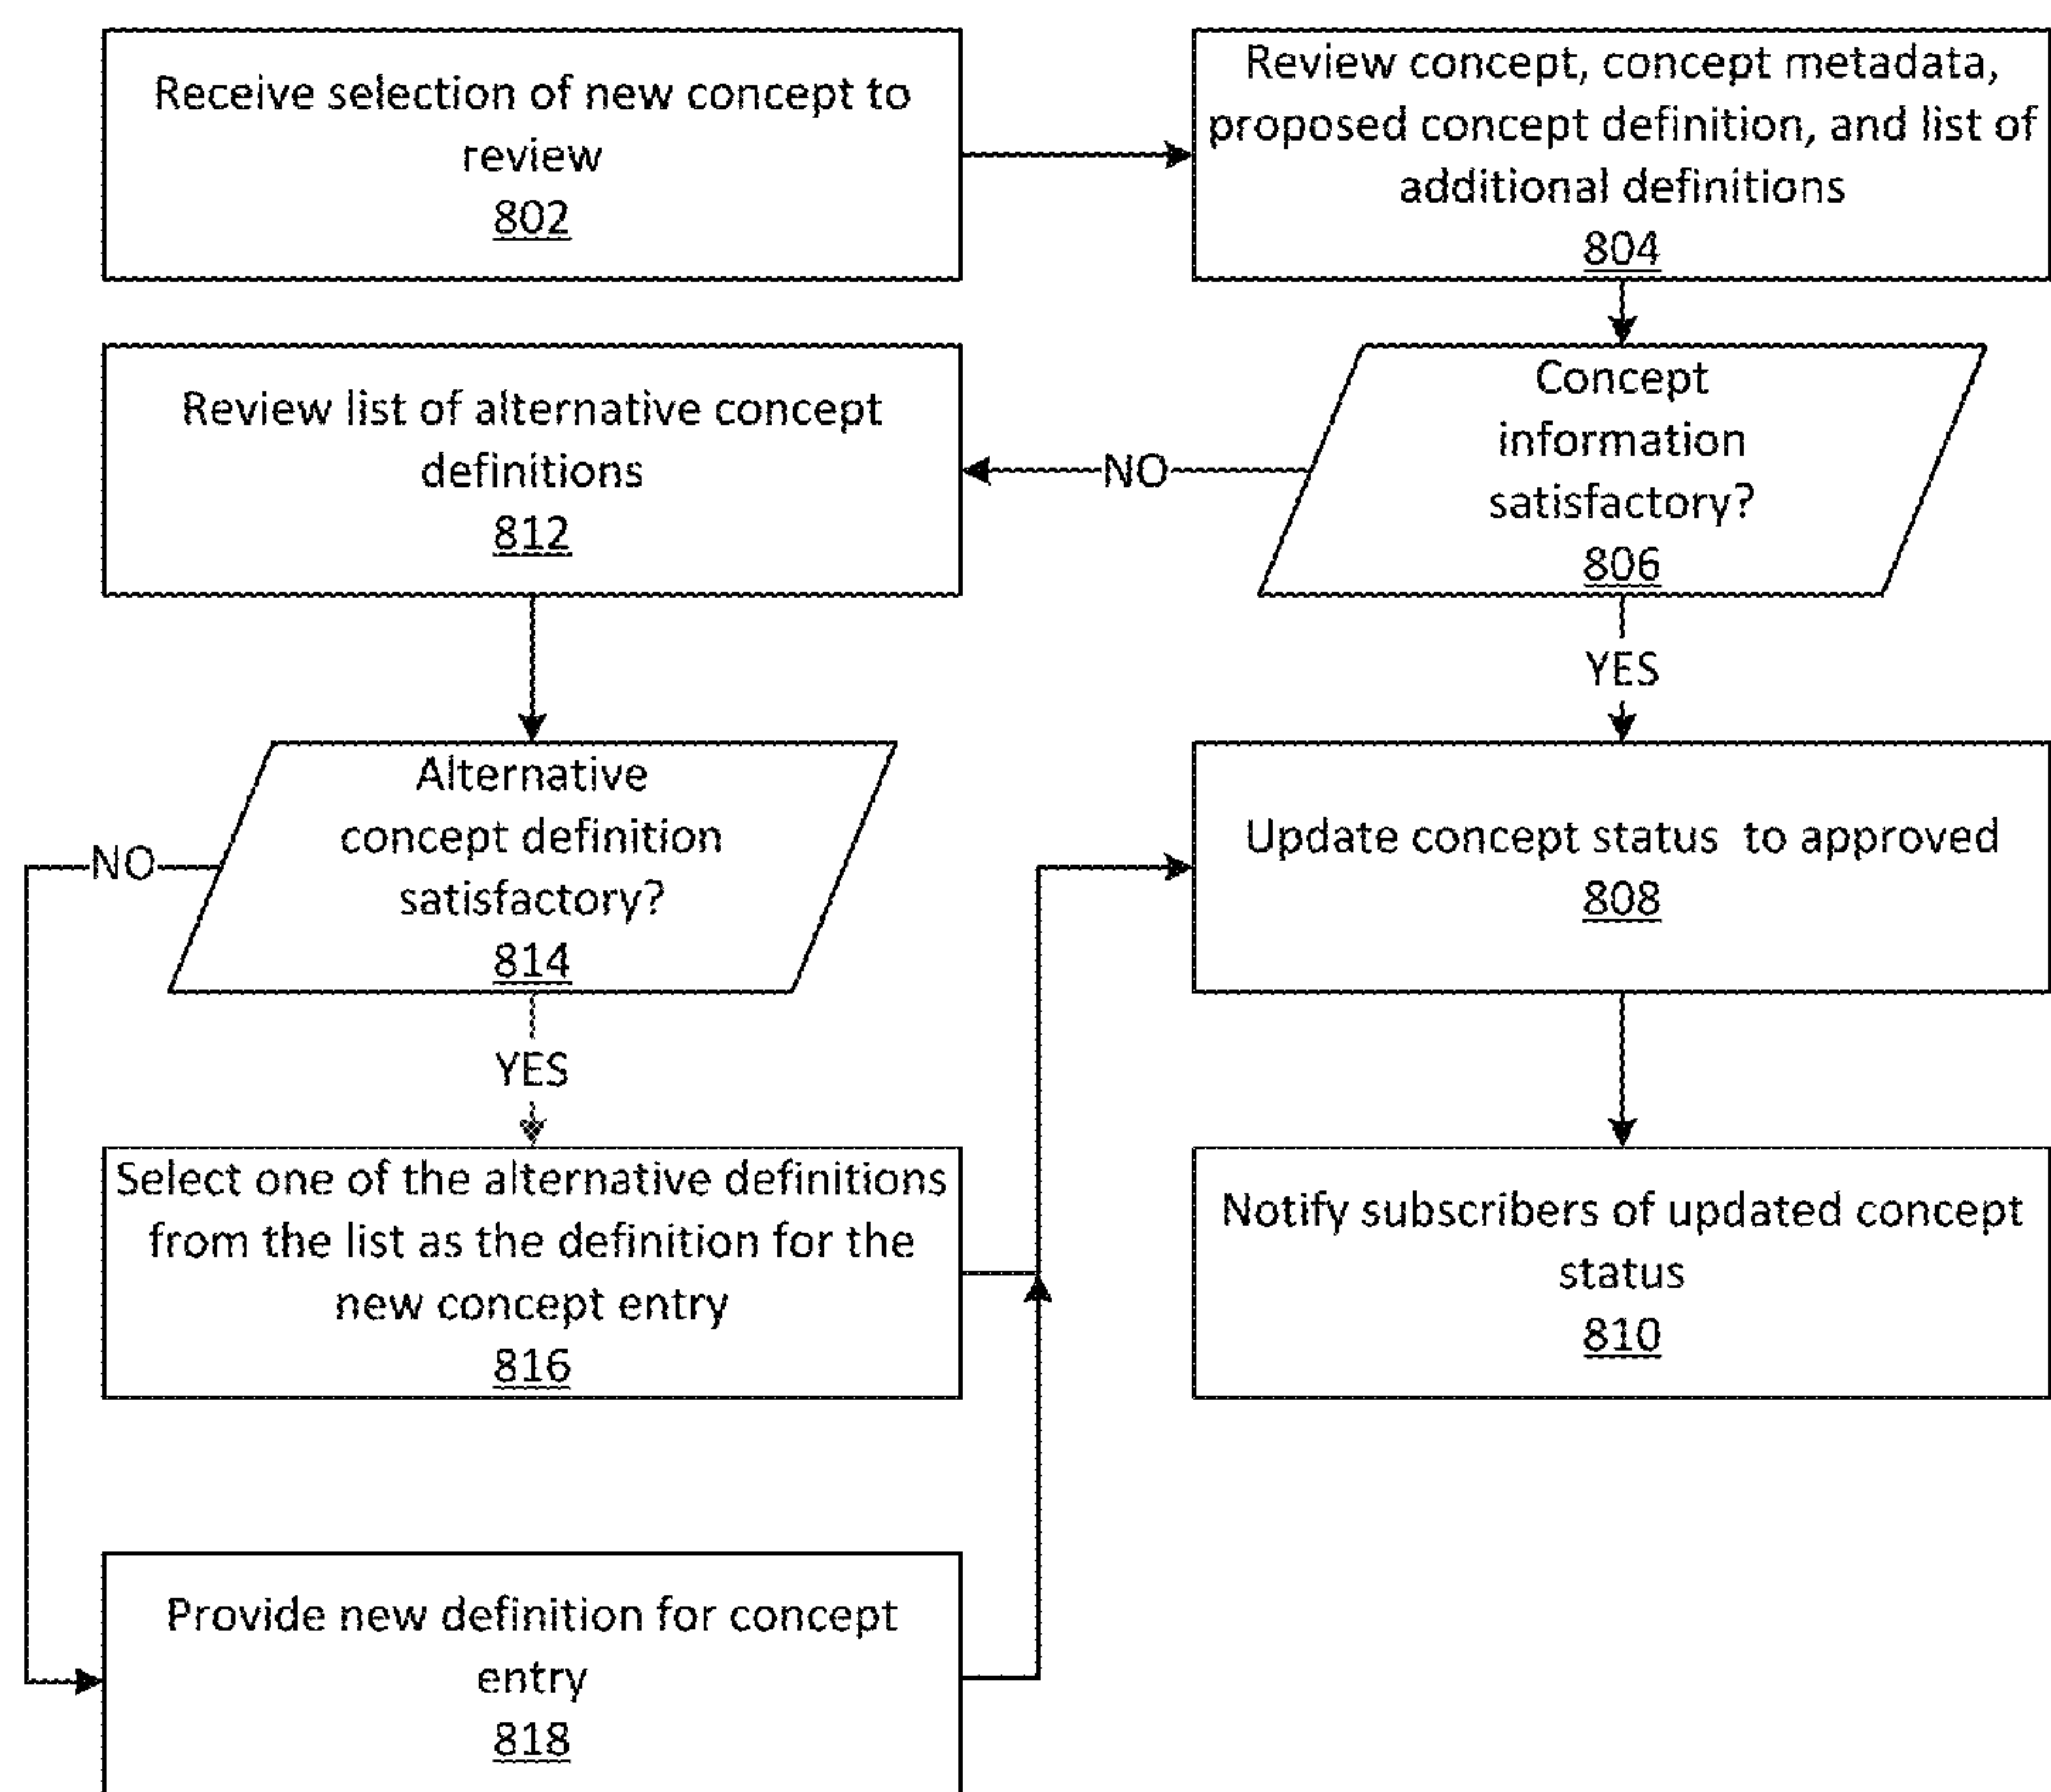 Receive selection of new concept to
review
802
Review concept, concept metadata,
proposed concept definition, and list of
additional definitions
804
Concept
information
satisfactory?
806
NO
YES
Review list of alternative concept
definitions
812
Alternative
concept definition
satisfactory?
814
NO
YES
Update concept status to approved
808
Select one of the alternative definitions
from the list as the definition for the
new concept entry
816
Notify subscribers of updated concept
status
810
Provide new definition for concept
entry
818